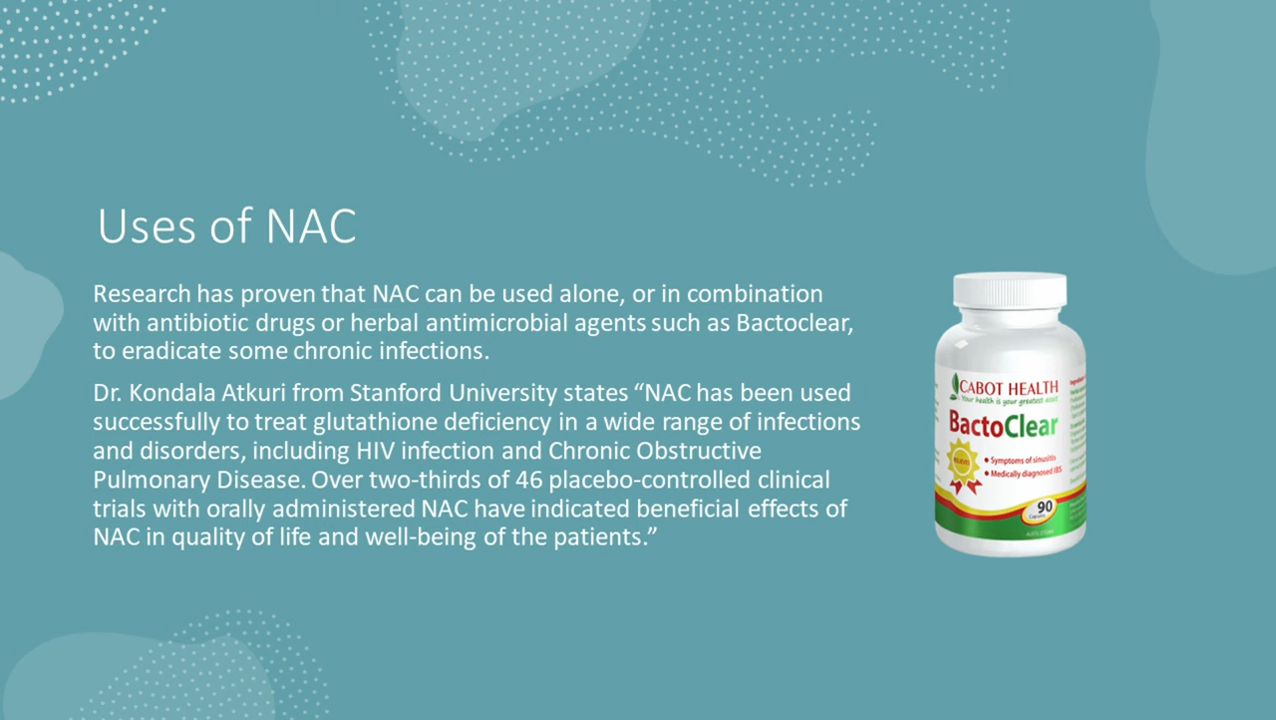 Uses of NAC
Research has proven that NAC can be used alone, or in combination
with antibiotic drugs or herbal antimicrobial agents such as Bactoclear,
to eradicate some chronic infections.
Dr. Kondala Atkuri from Stanford University states “NAC has been used
successfully to treat glutathione deficiency in a wide range of infections
and disorders, including HIV infection and Chronic Obstructive
Pulmonary Disease. Over two-thirds of 46 placebo-controlled clinical
trials with orally administered NAC have indicated beneficial effects of
NAC in quality of life and well-being of the patients.”
CABOT HEALTH
Your health is your greatest asset
BactoClear
• Symptoms of sinusitis
• Medically diagnosed IBS
90
Capsules